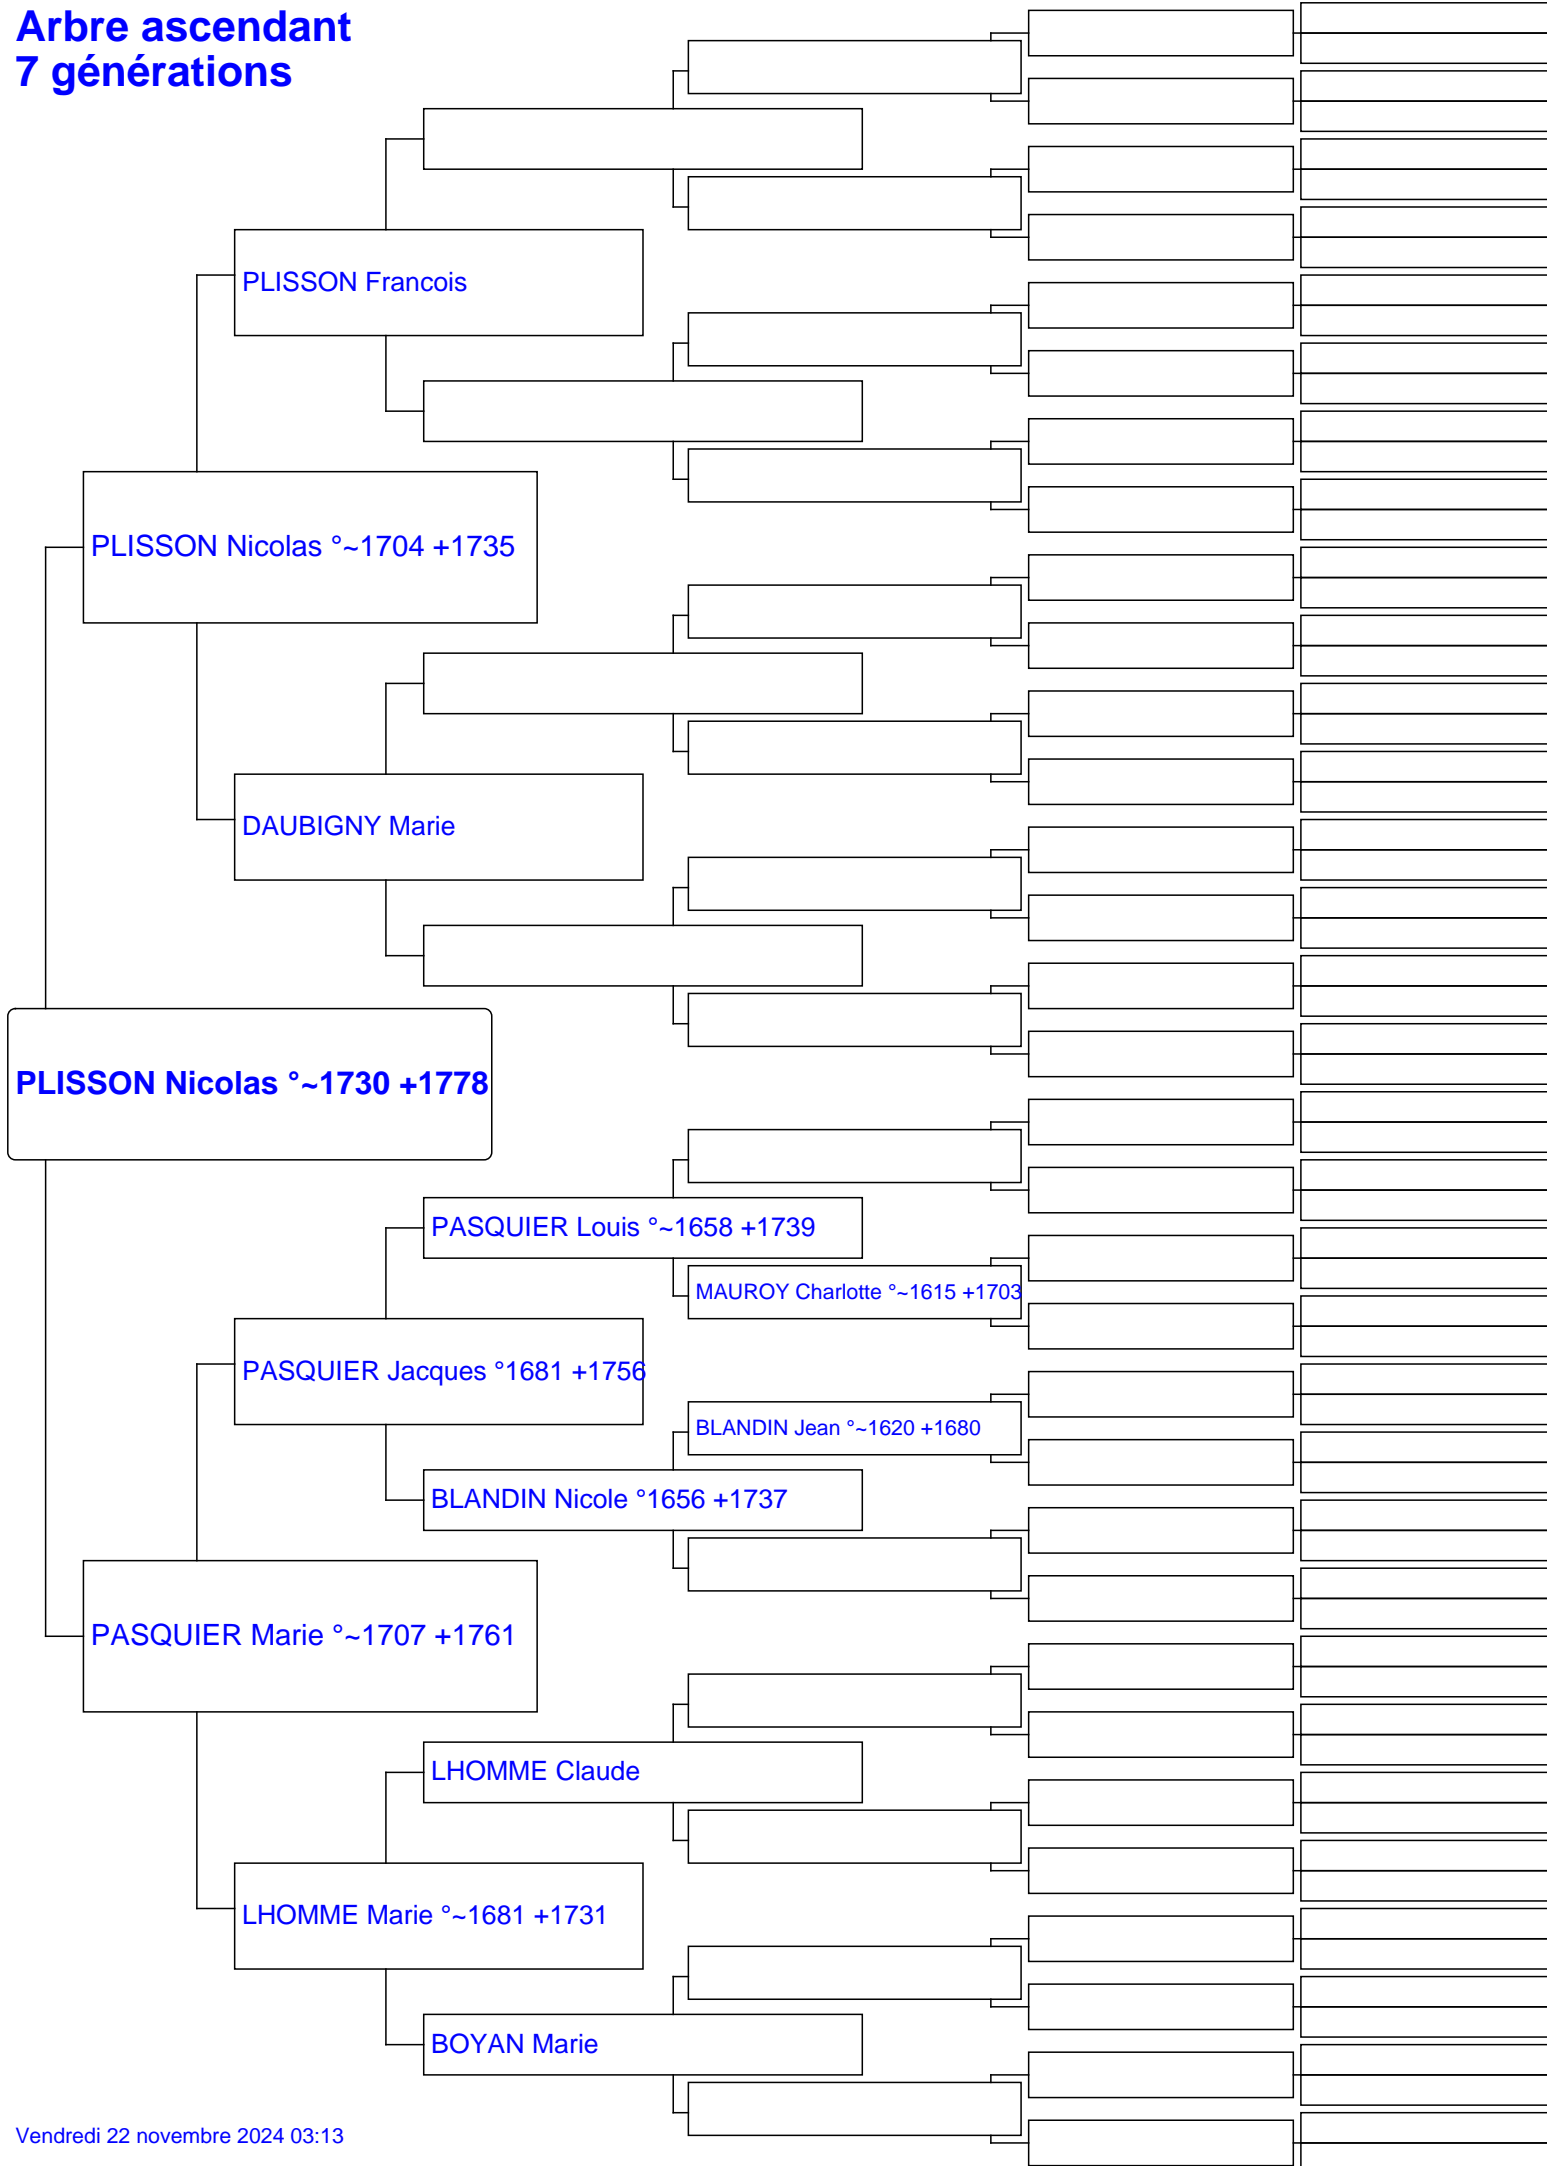 Arbre ascendant
7 générations
PLISSON Francois
PLISSON Nicolas °~1704 +1735
DAUBIGNY Marie
PLISSON Nicolas °~1730 +1778
PASQUIER Louis °~1658 +1739
MAUROY Charlotte °~1615 +1703
PASQUIER Jacques °1681 +1756
BLANDIN Jean °~1620 +1680
BLANDIN Nicole °1656 +1737
PASQUIER Marie °~1707 +1761
LHOMME Claude
LHOMME Marie °~1681 +1731
BOYAN Marie
Vendredi 22 novembre 2024 03:13